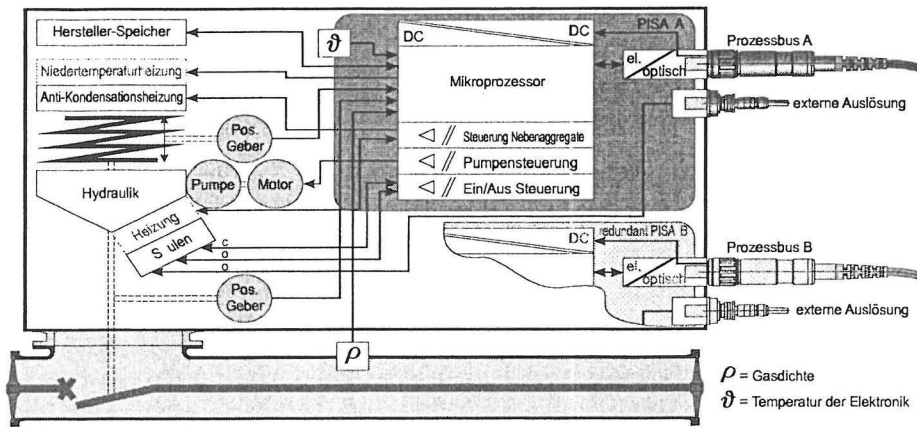 Hersteller-Speicher
Niedertemperaturheizung
Anti-Kondensationsheizung
Pos.
Geber
Hydraulik
Pumpe
Motor
Heizung
S ulen
c
o
o
Pos.
Geber
ϑ
DC
DC
PISA A
Mikroprozessor
Steuerung Nebenaggregate
Pumpensteuerung
Ein/Aus Steuerung
el.
optisch
Prozessbus A
externe Auslösung
redundant PISA B
DC
el.
optisch
Prozessbus B
externe Auslösung
ρ
ρ = Gasdichte
ϑ = Temperatur der Elektronik